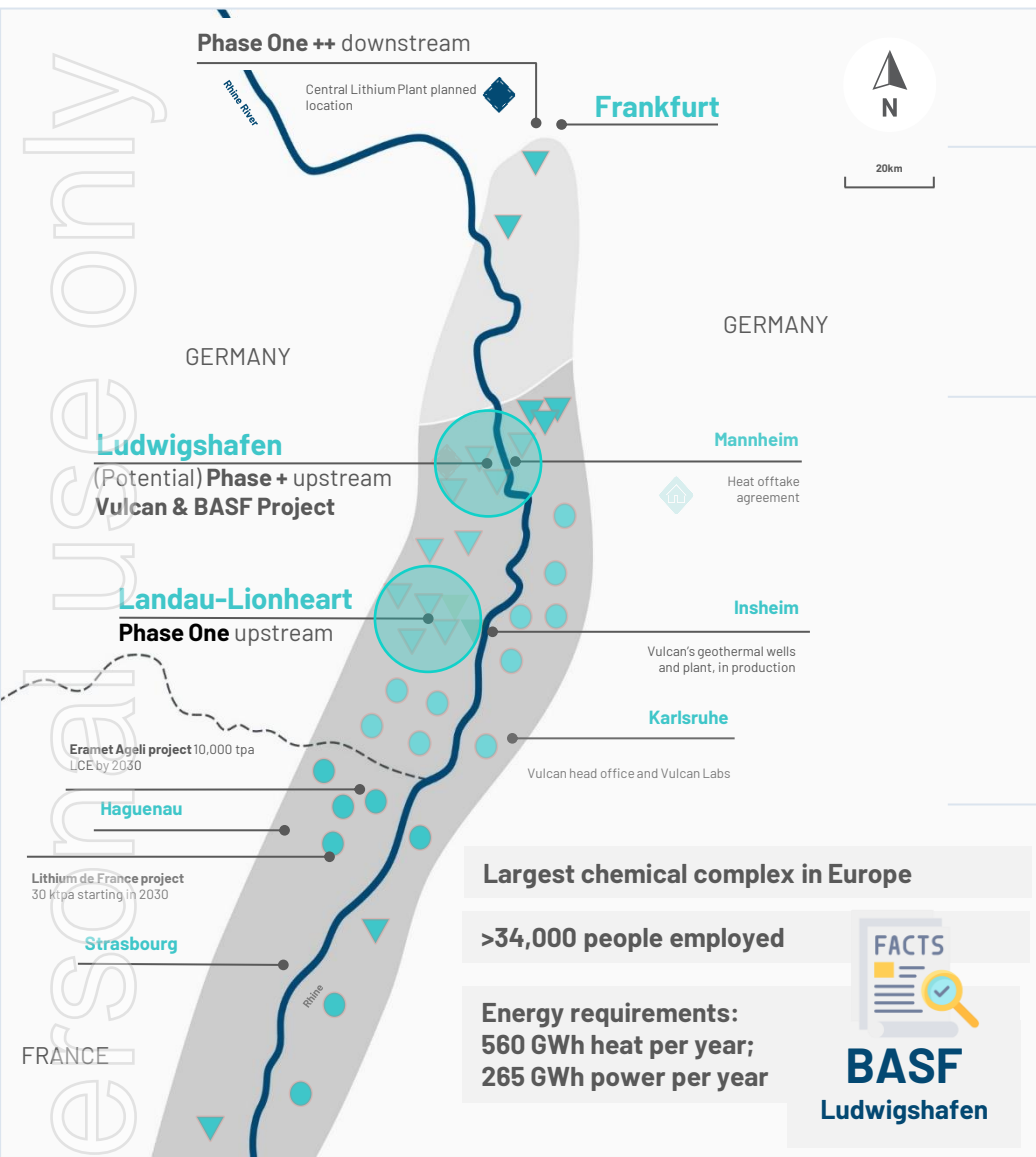 ersonal use only
Phase One ++ downstream
Rhine River
Central Lithium Plant planned
location
Frankfurt
N
20km
GERMANY
GERMANY
Ludwigshafen
(Potential) Phase + upstream
Vulcan & BASF Project
Mannheim
Heat offtake
agreement
Landau-Lionheart
Phase One upstream
Insheim
Vulcan's geothermal wells
and plant, in production
Karlsruhe
Vulcan head office and Vulcan Labs
Eramet Ageli project 10,000 tpa
LCE by 2030
Haguenau
Lithium de France project
30 ktpa starting in 2030
Strasbourg
Rhine
FRANCE
Largest chemical complex in Europe
>34,000 people employed
Energy requirements:
560 GWh heat per year;
265 GWh power per year
FACTS
BASF
Ludwigshafen